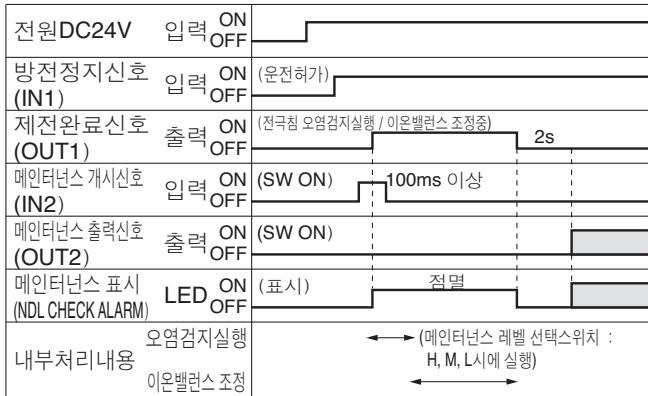 전원DC24V 입력 ON OFF
방전정지신호 (IN1) 입력 ON OFF (운전허가)
제전완료신호 (OUT1) 출력 ON OFF (전극침 오염검지실행 / 이온밸런스 조정중) 2s
메인터넌스 개시신호 (IN2) 입력 ON OFF (SW ON) 100ms 이상
메인터넌스 출력신호 (OUT2) 출력 ON OFF (SW ON)
메인터넌스 표시 (NDL CHECK ALARM) LED ON OFF (표시) 점멸
내부처리내용 오염검지실행 (메인터넌스 레벨 선택스위치 :
H, M, L시에 실행)
이온밸런스 조정